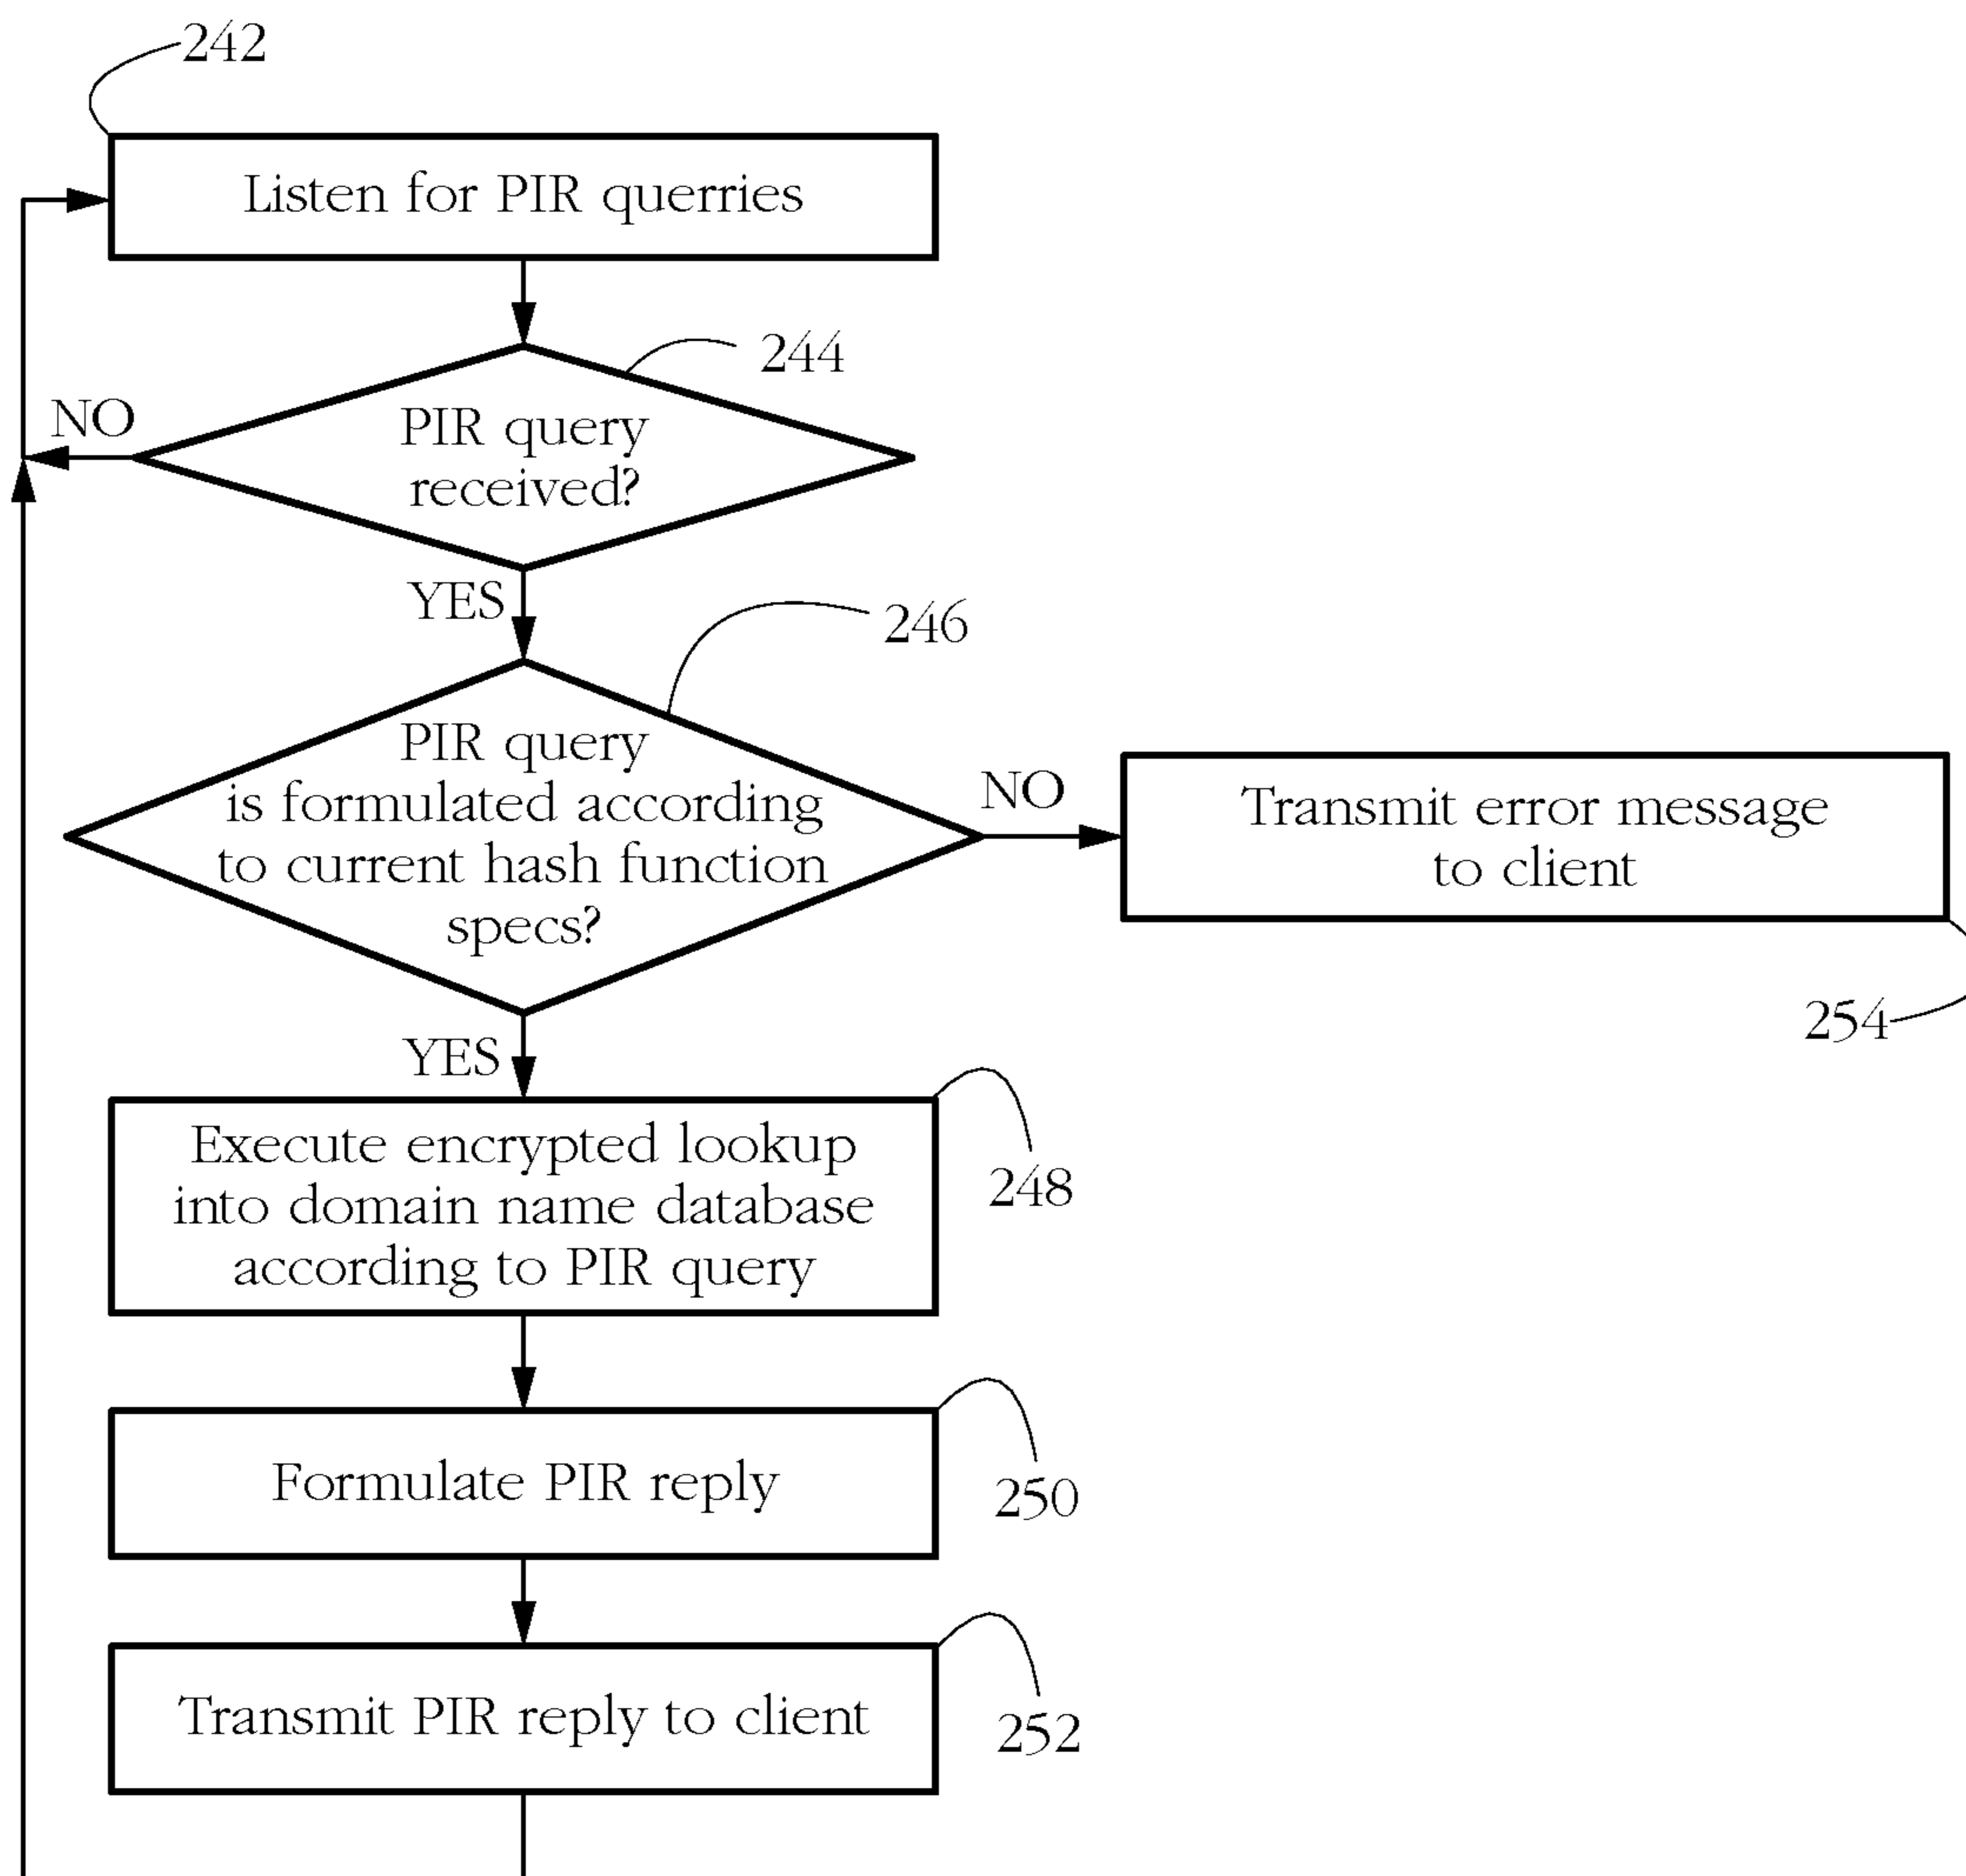 242
Listen for PIR querries
244
NO
PIR query
received?
YES
246
PIR query
is formulated according
to current hash function
specs?
NO
Transmit error message
to client
254
YES
Execute encrypted lookup
into domain name database
according to PIR query
248
Formulate PIR reply
250
Transmit PIR reply to client
252